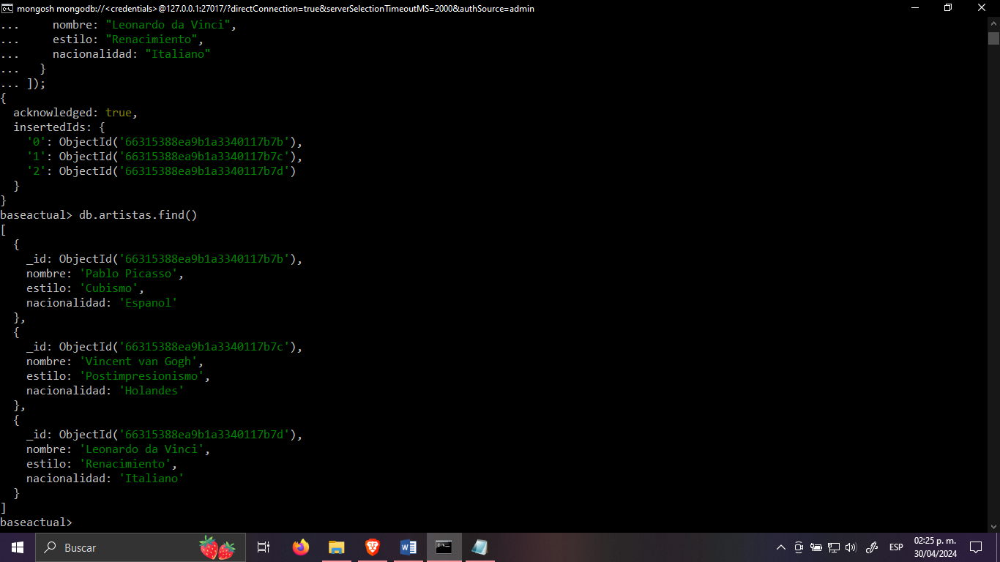 mongosh mongodb://<credentials>@127.0.0.1:27017/?directConnection=true&serverSelectionTimeoutMS=2000&authSource=admin
...     nombre: "Leonardo da Vinci",
...     estilo: "Renacimiento",
...     nacionalidad: "Italiano"
...   }
... ]);
{
  acknowledged: true,
  insertedIds: {
    '0': ObjectId('66315388ea9b1a3340117b7b'),
    '1': ObjectId('66315388ea9b1a3340117b7c'),
    '2': ObjectId('66315388ea9b1a3340117b7d')
  }
}
baseactual> db.artistas.find()
[
  {
    _id: ObjectId('66315388ea9b1a3340117b7b'),
    nombre: 'Pablo Picasso',
    estilo: 'Cubismo',
    nacionalidad: 'Espanol'
  },
  {
    _id: ObjectId('66315388ea9b1a3340117b7c'),
    nombre: 'Vincent van Gogh',
    estilo: 'Postimpresionismo',
    nacionalidad: 'Holandes'
  },
  {
    _id: ObjectId('66315388ea9b1a3340117b7d'),
    nombre: 'Leonardo da Vinci',
    estilo: 'Renacimiento',
    nacionalidad: 'Italiano'
  }
]
baseactual>
Buscar
ESP
02:25 p. m.
30/04/2024